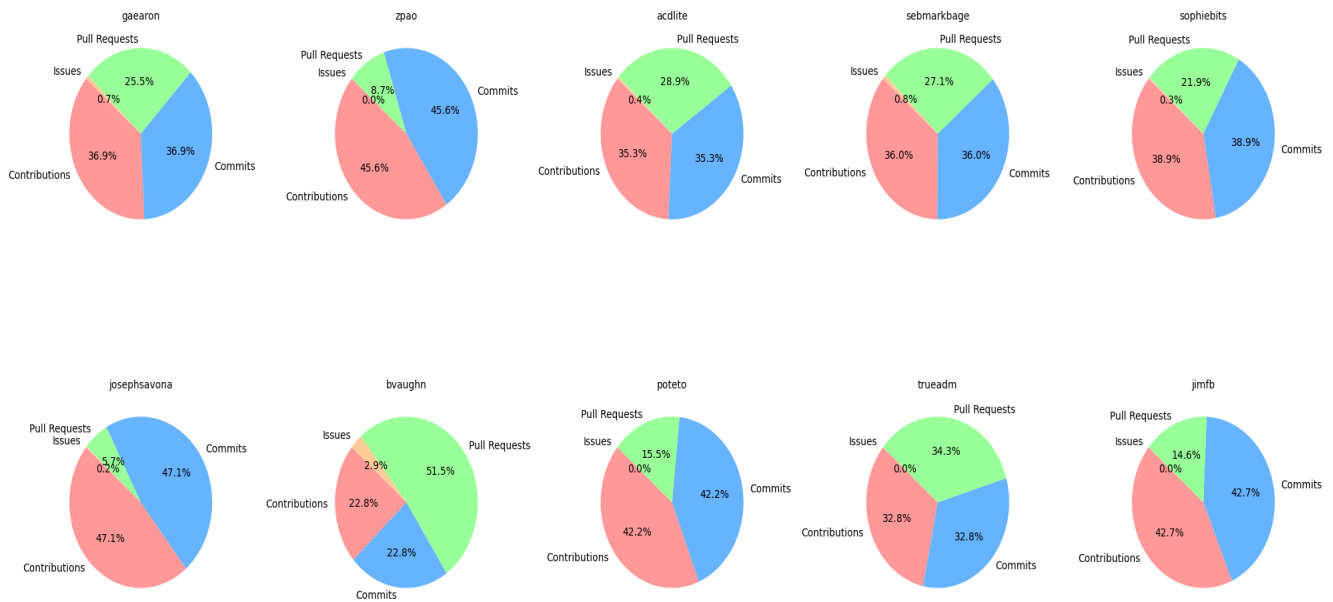 gaearon
Pull Requests
Issues
25.5%
0.7%
36.9%
36.9%
Contributions
Commits
zpao
Pull Requests
Issues
8.7%
0.0%
Commits
45.6%
45.6%
Contributions
acdlite
Pull Requests
Issues
28.9%
0.4%
35.3%
35.3%
Contributions
Commits
sebmarkbage
Pull Requests
Issues
27.1%
0.8%
36.0%
36.0%
Contributions
Commits
sophiebits
Pull Requests
Issues
21.9%
0.3%
38.9%
Commits
38.9%
Contributions
josephsavona
Pull Requests
Issues
5.7%
0.2%
Commits
47.1%
47.1%
Contributions
bvaughn
Issues
Pull Requests
2.9%
51.5%
Contributions
22.8%
22.8%
Commits
poteto
Pull Requests
Issues
15.5%
0.0%
42.2%
Commits
42.2%
Contributions
trueadm
Pull Requests
Issues
34.3%
0.0%
32.8%
32.8%
Contributions
Commits
jimfb
Pull Requests
Issues
14.6%
0.0%
42.7%
Commits
42.7%
Contributions